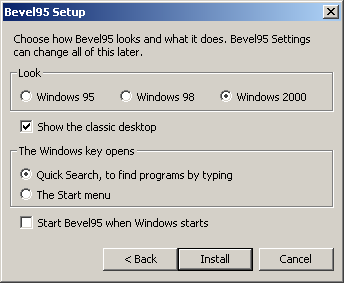 Bevel95 Setup
Choose how Bevel95 looks and what it does. Bevel95 Settings
can change all of this later.
Look
Windows 95
Windows 98
Windows 2000
Show the classic desktop
The Windows key opens
Quick Search, to find programs by typing
The Start menu
Start Bevel95 when Windows starts
< Back
Install
Cancel